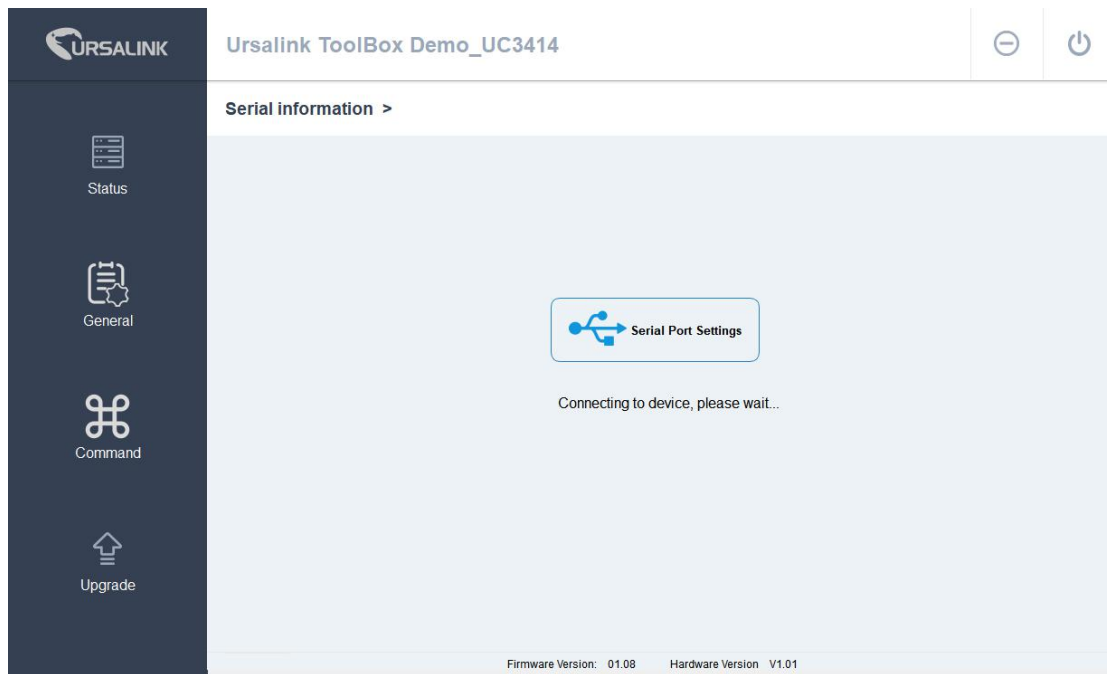 URSALINK
Ursalink ToolBox Demo_UC3414
Serial information >
Status
General
Serial Port Settings
Connecting to device, please wait...
Command
Upgrade
Firmware Version: 01.08 Hardware Version V1.01